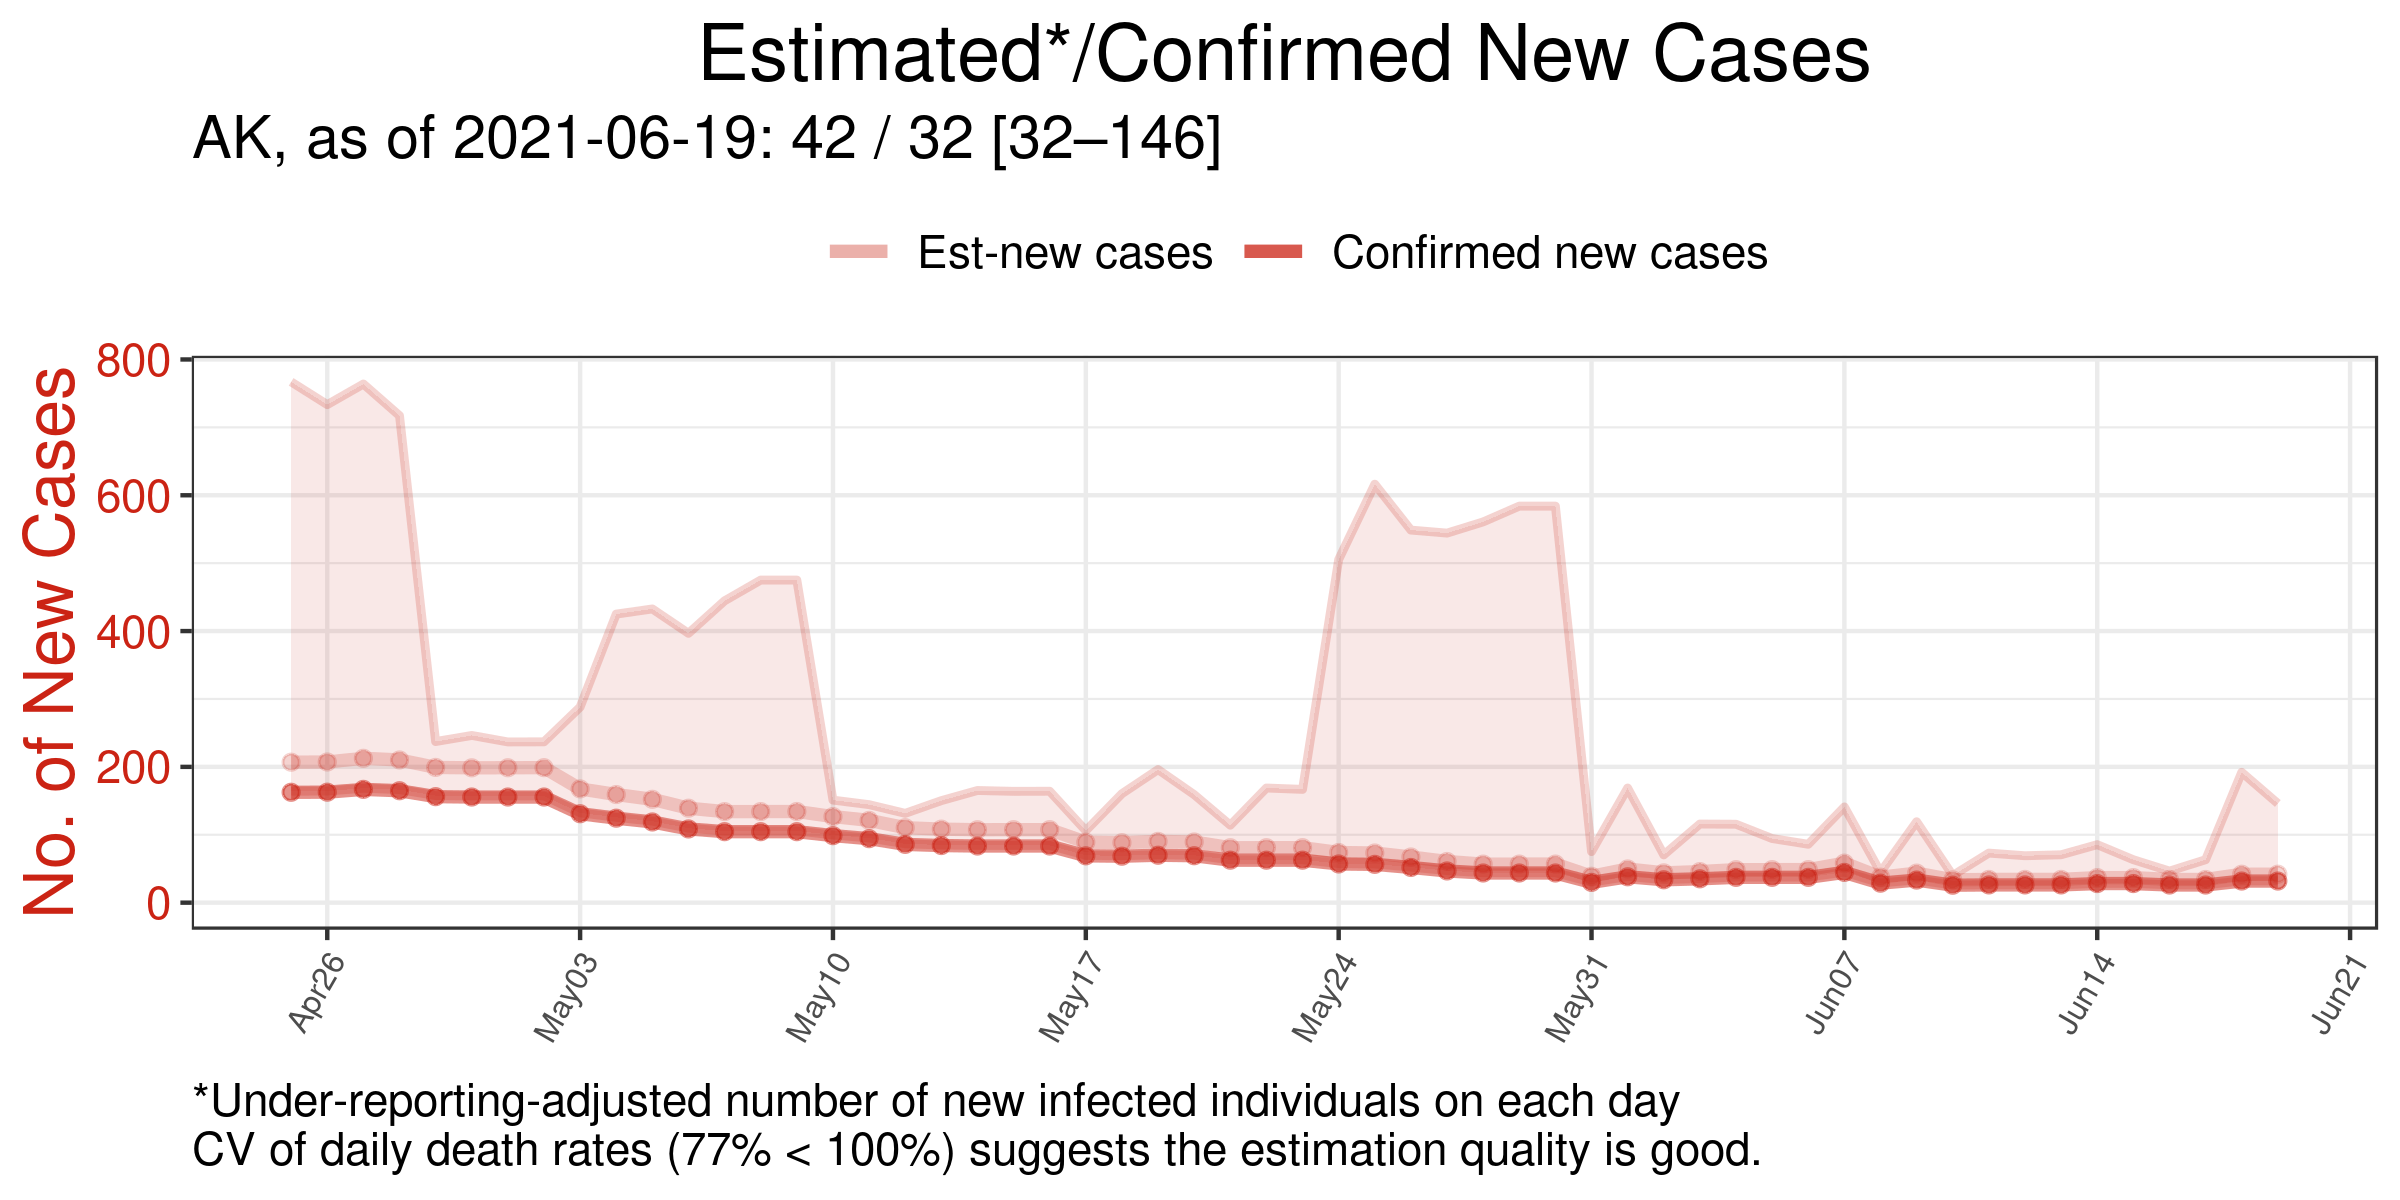 Estimated*/Confirmed New Cases
AK, as of 2021-06-19: 42 / 32 [32–146]
Est-new cases Confirmed new cases
No. of New Cases
800
600
400
200
0
Apr26 May03 May10 May17 May24 May31 Jun07 Jun14 Jun21
*Under-reporting-adjusted number of new infected individuals on each day
CV of daily death rates (77% < 100%) suggests the estimation quality is good.